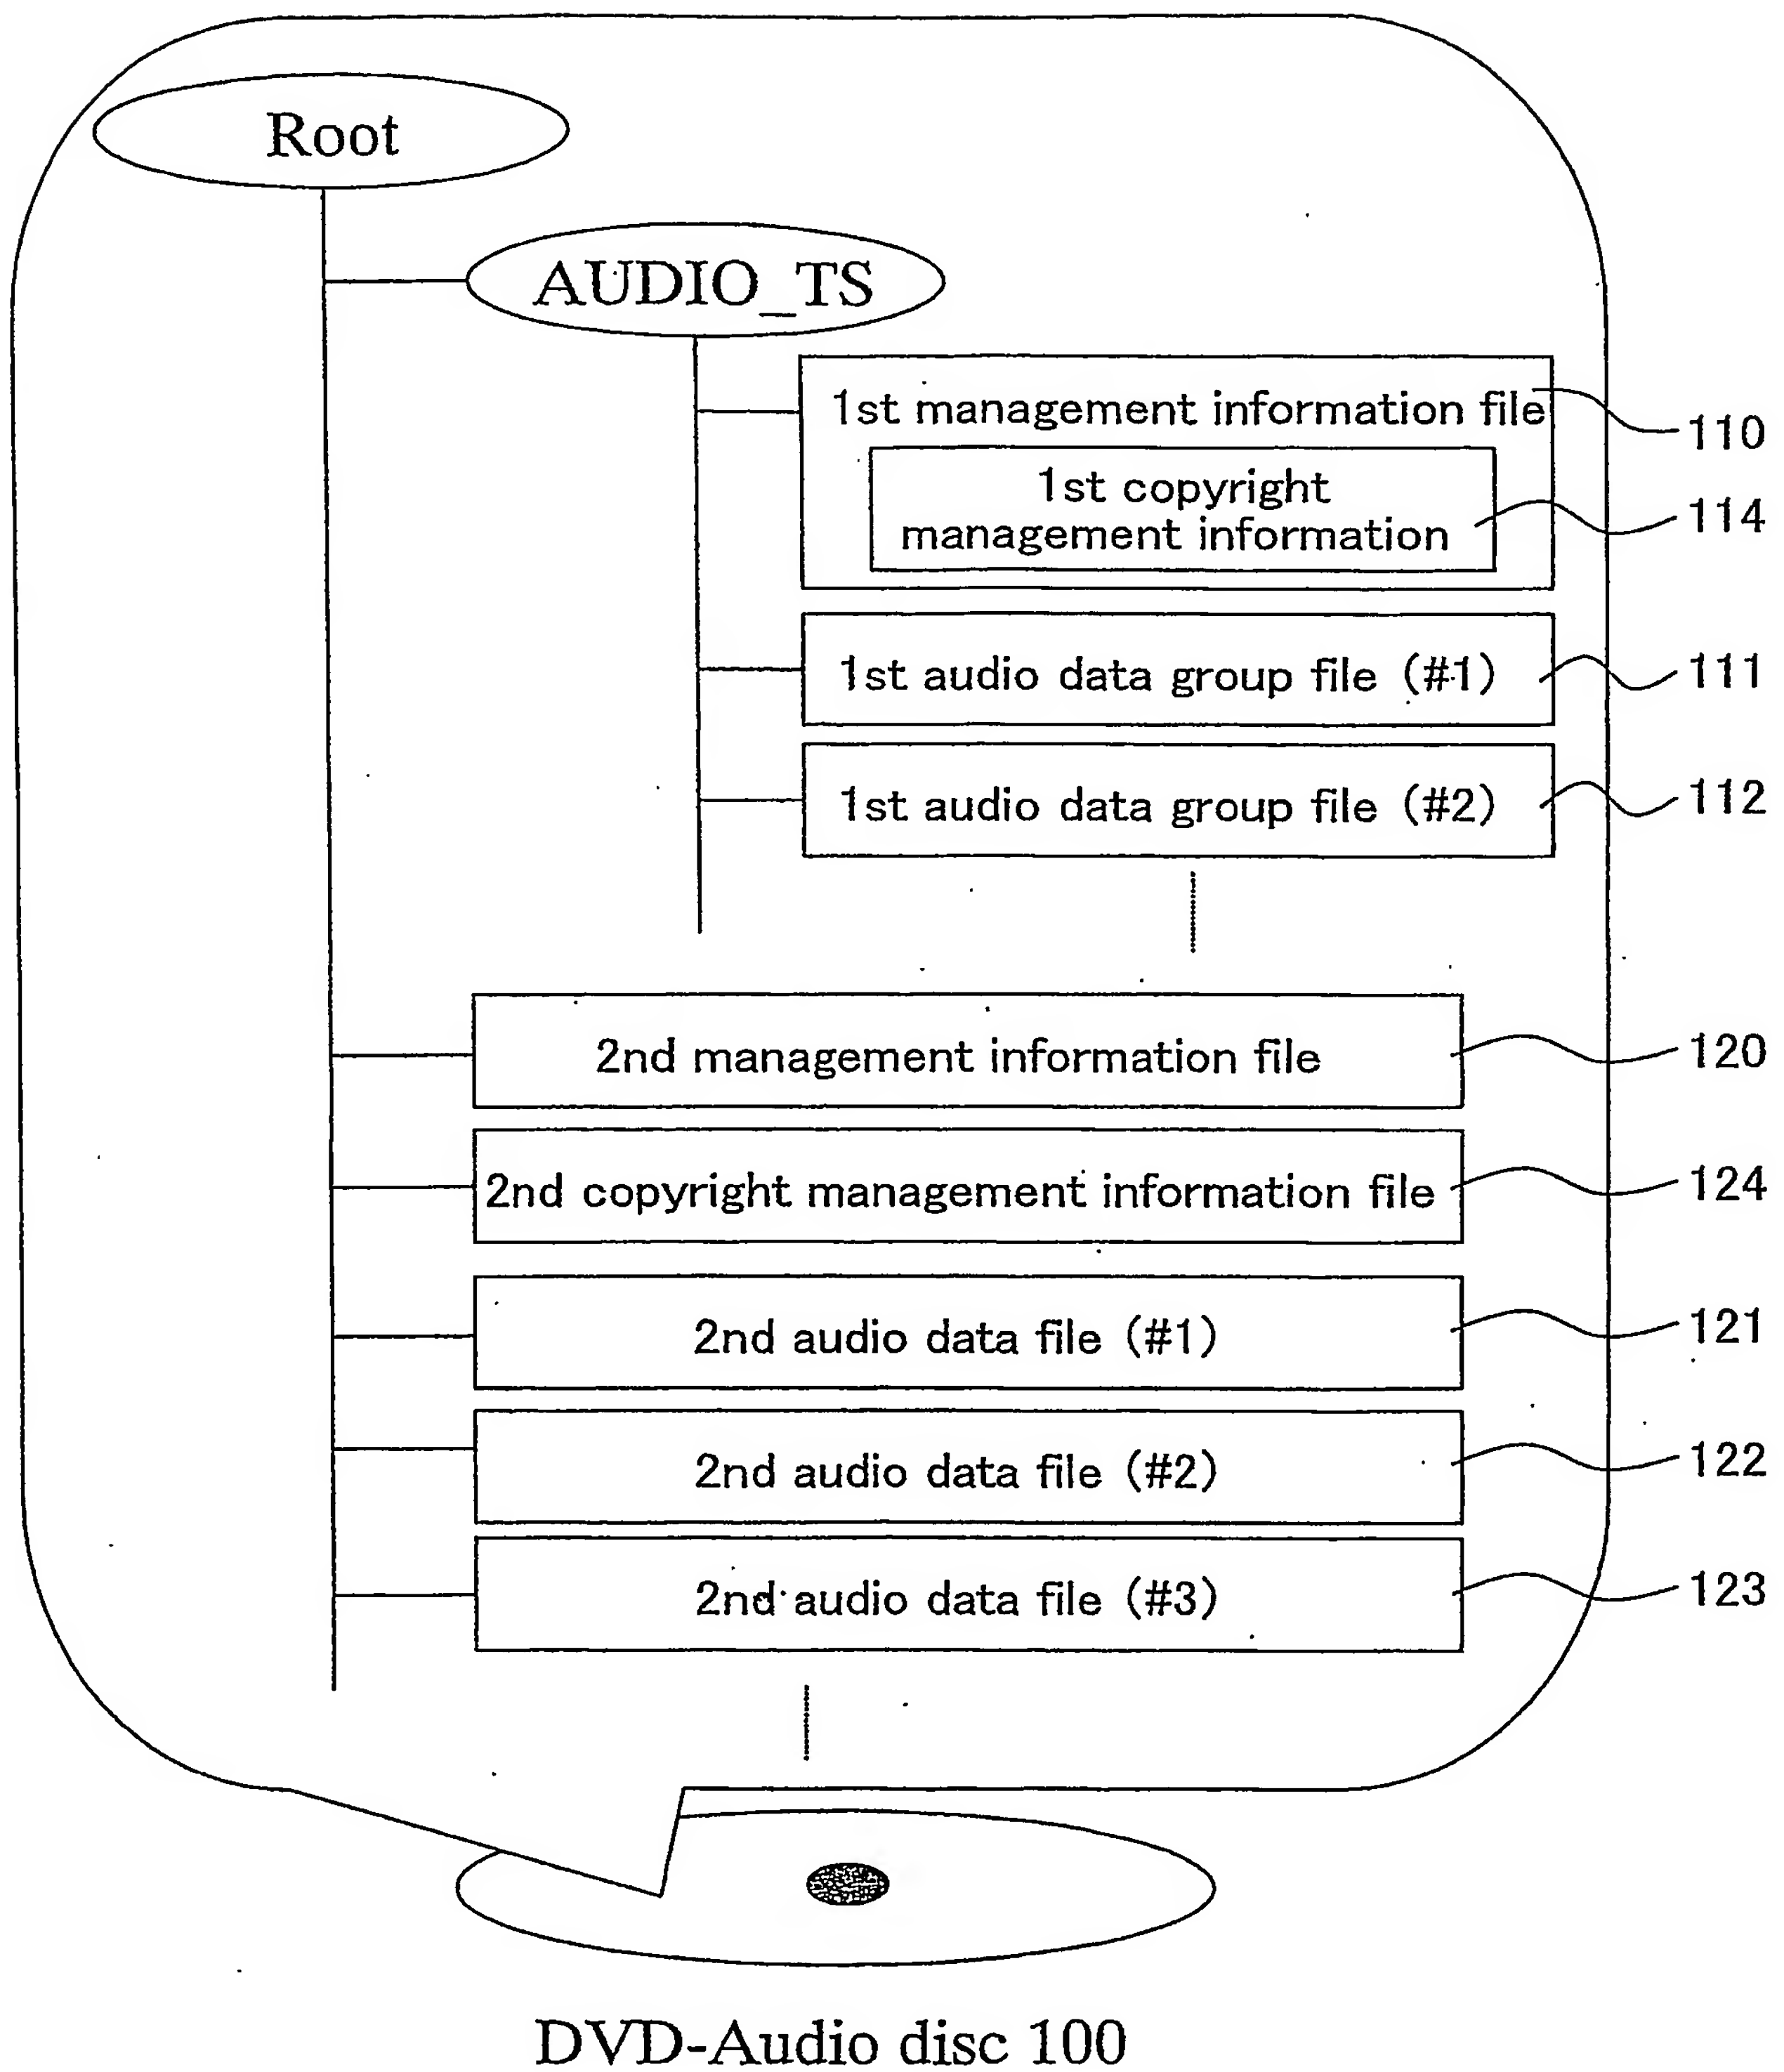 Root
AUDIO_TS
1st management information file
110
1st copyright
management information
114
1st audio data group file (#1)
111
1st audio data group file (#2)
112
2nd management information file
120
2nd copyright management information file
124
2nd audio data file (#1)
121
2nd audio data file (#2)
122
2nd audio data file (#3)
123
DVD-Audio disc 100